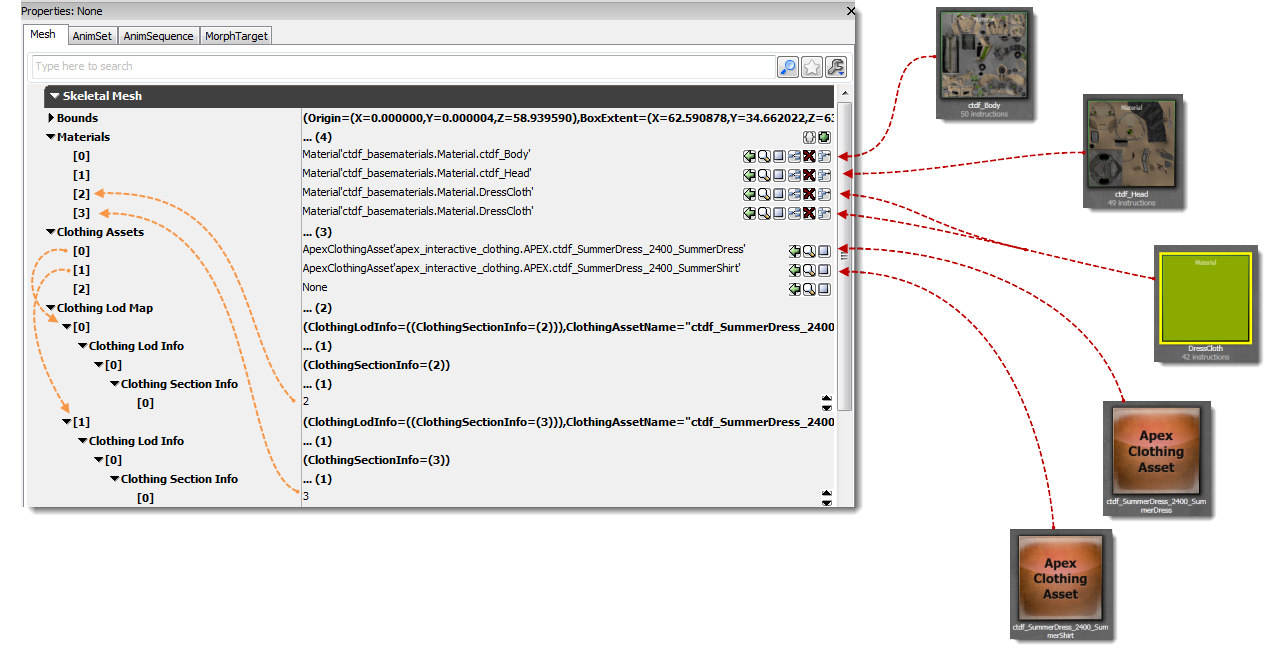 Properties: None
Mesh AnimSet AnimSequence MorphTarget
Type here to search
Skeletal Mesh
Bounds (Origin=(X=0.000000,Y=0.000004,Z=58.939590),BoxExtent=(X=62.590878,Y=34.662022,Z=63
Materials ... (4)
[0] Material'ctdf_basematerials.Material.ctdf_Body'
[1] Material'ctdf_basematerials.Material.ctdf_Head'
[2] Material'ctdf_basematerials.Material.DressCloth'
[3] Material'ctdf_basematerials.Material.DressCloth'
Clothing Assets ... (3)
[0] ApexClothingAsset'apex_interactive_clothing.APEX.ctdf_SummerDress_2400_SummerDress'
[1] ApexClothingAsset'apex_interactive_clothing.APEX.ctdf_SummerDress_2400_SummerShirt'
[2] None
Clothing Lod Map ... (2)
[0] (ClothingLodInfo=((ClothingSectionInfo=(2))),ClothingAssetName="ctdf_SummerDress_2400
Clothing Lod Info ... (1)
[0] (ClothingSectionInfo=(2))
Clothing Section Info ... (1)
[0] 2
[1] (ClothingLodInfo=((ClothingSectionInfo=(3))),ClothingAssetName="ctdf_SummerDress_2400
Clothing Lod Info ... (1)
[0] (ClothingSectionInfo=(3))
Clothing Section Info ... (1)
[0] 3
Material
ctdf_Body
50 instructions
Material
ctdf_Head
49 instructions
Material
DressCloth
42 instructions
Apex
Clothing
Asset
ctdf_SummerDress_2400_Sum
merDress
Apex
Clothing
Asset
ctdf_SummerDress_2400_Sum
merShirt